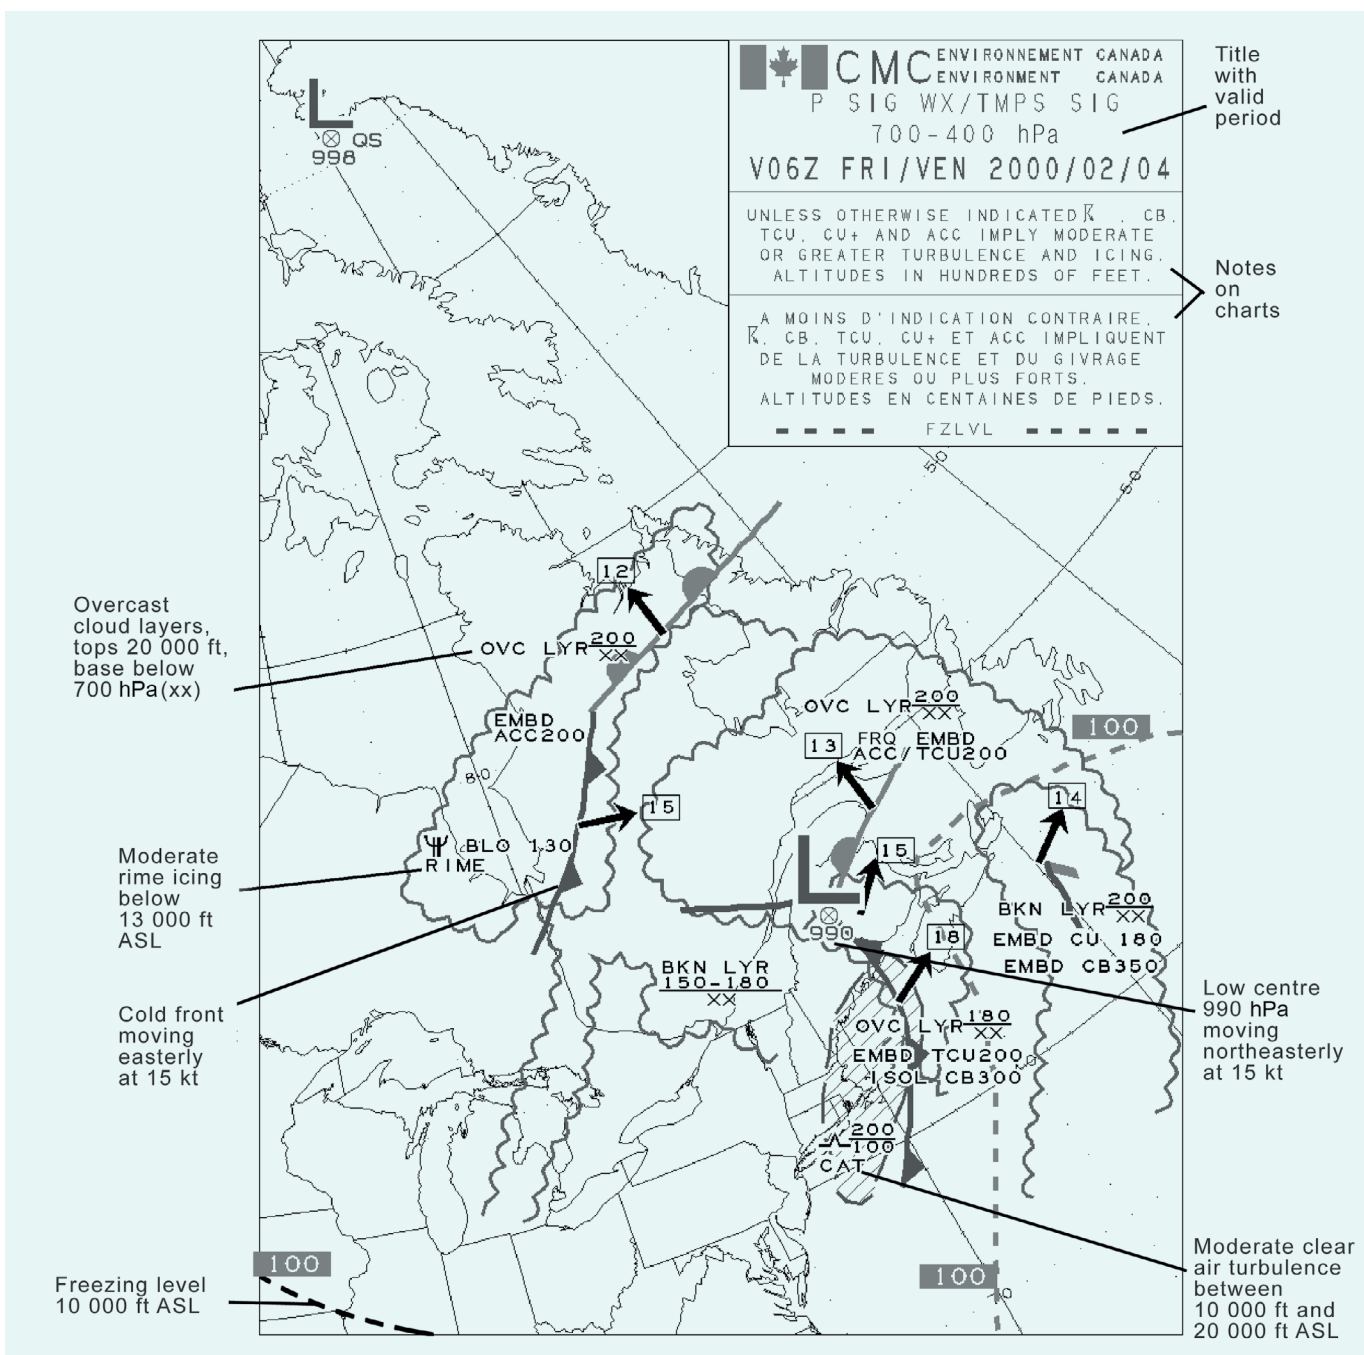 CMC ENVIRONNEMENT CANADA
ENVIRONMENT CANADA
P SIG WX/TMPS SIG
700-400 hPa
V06Z FRI/VEN 2000/02/04
UNLESS OTHERWISE INDICATED , CB,
TCU, CU+ AND ACC IMPLY MODERATE
OR GREATER TURBULENCE AND ICING.
ALTITUDES IN HUNDREDS OF FEET.
A MOINS D'INDICATION CONTRAIRE,
, CB, TCU, CU+ ET ACC IMPLIQUENT
DE LA TURBULENCE ET DU GIVRAGE
MODERES OU PLUS FORTS.
ALTITUDES EN CENTAINES DE PIEDS.
FZLVL
Title
with
valid
period
Notes
on
charts
L
QS
998
50
50
12
Overcast
cloud layers,
tops 20 000 ft,
base below
700 hPa(xx)
OVC LYR 200
XX
EMBD
ACC200
80
15
BLO 130
RIME
Moderate
rime icing
below
13 000 ft
ASL
Cold front
moving
easterly
at 15 kt
OVC LYR 200
XX
13
FRQ EMBD
ACC/TCU200
100
14
15
L
990
18
BKN LYR 200
XX
EMBD CU 180
EMBD CB350
BKN LYR
150-180
XX
OVC LYR 180
XX
EMBD TCU200,
ISOL CB300
200
100
CAT
Low centre
990 hPa
moving
northeasterly
at 15 kt
Moderate clear
air turbulence
between
10 000 ft and
20 000 ft ASL
100
100
Freezing level
10 000 ft ASL